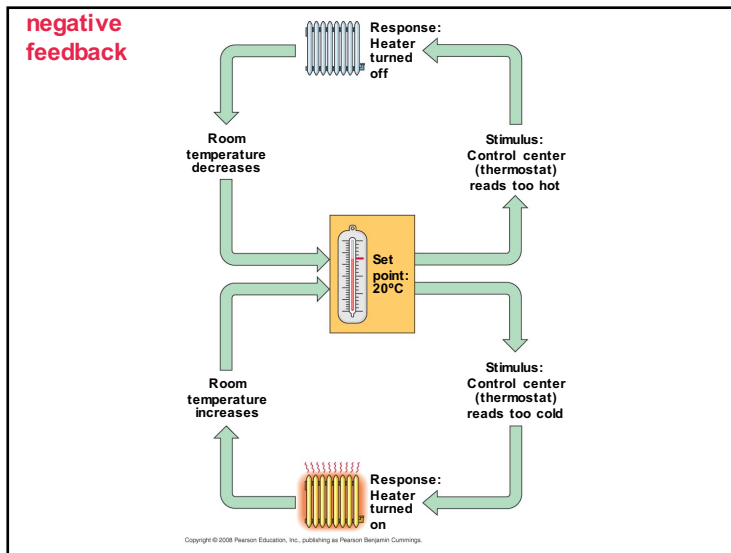 negative
feedback
Response:
Heater
turned
off
Room
temperature
decreases
Stimulus:
Control center
(thermostat)
reads too hot
Set
point:
20ºC
Stimulus:
Control center
(thermostat)
reads too cold
Room
temperature
increases
Response:
Heater
turned
on
Copyright © 2008 Pearson Education, Inc., publishing as Pearson Benjamin Cummings.